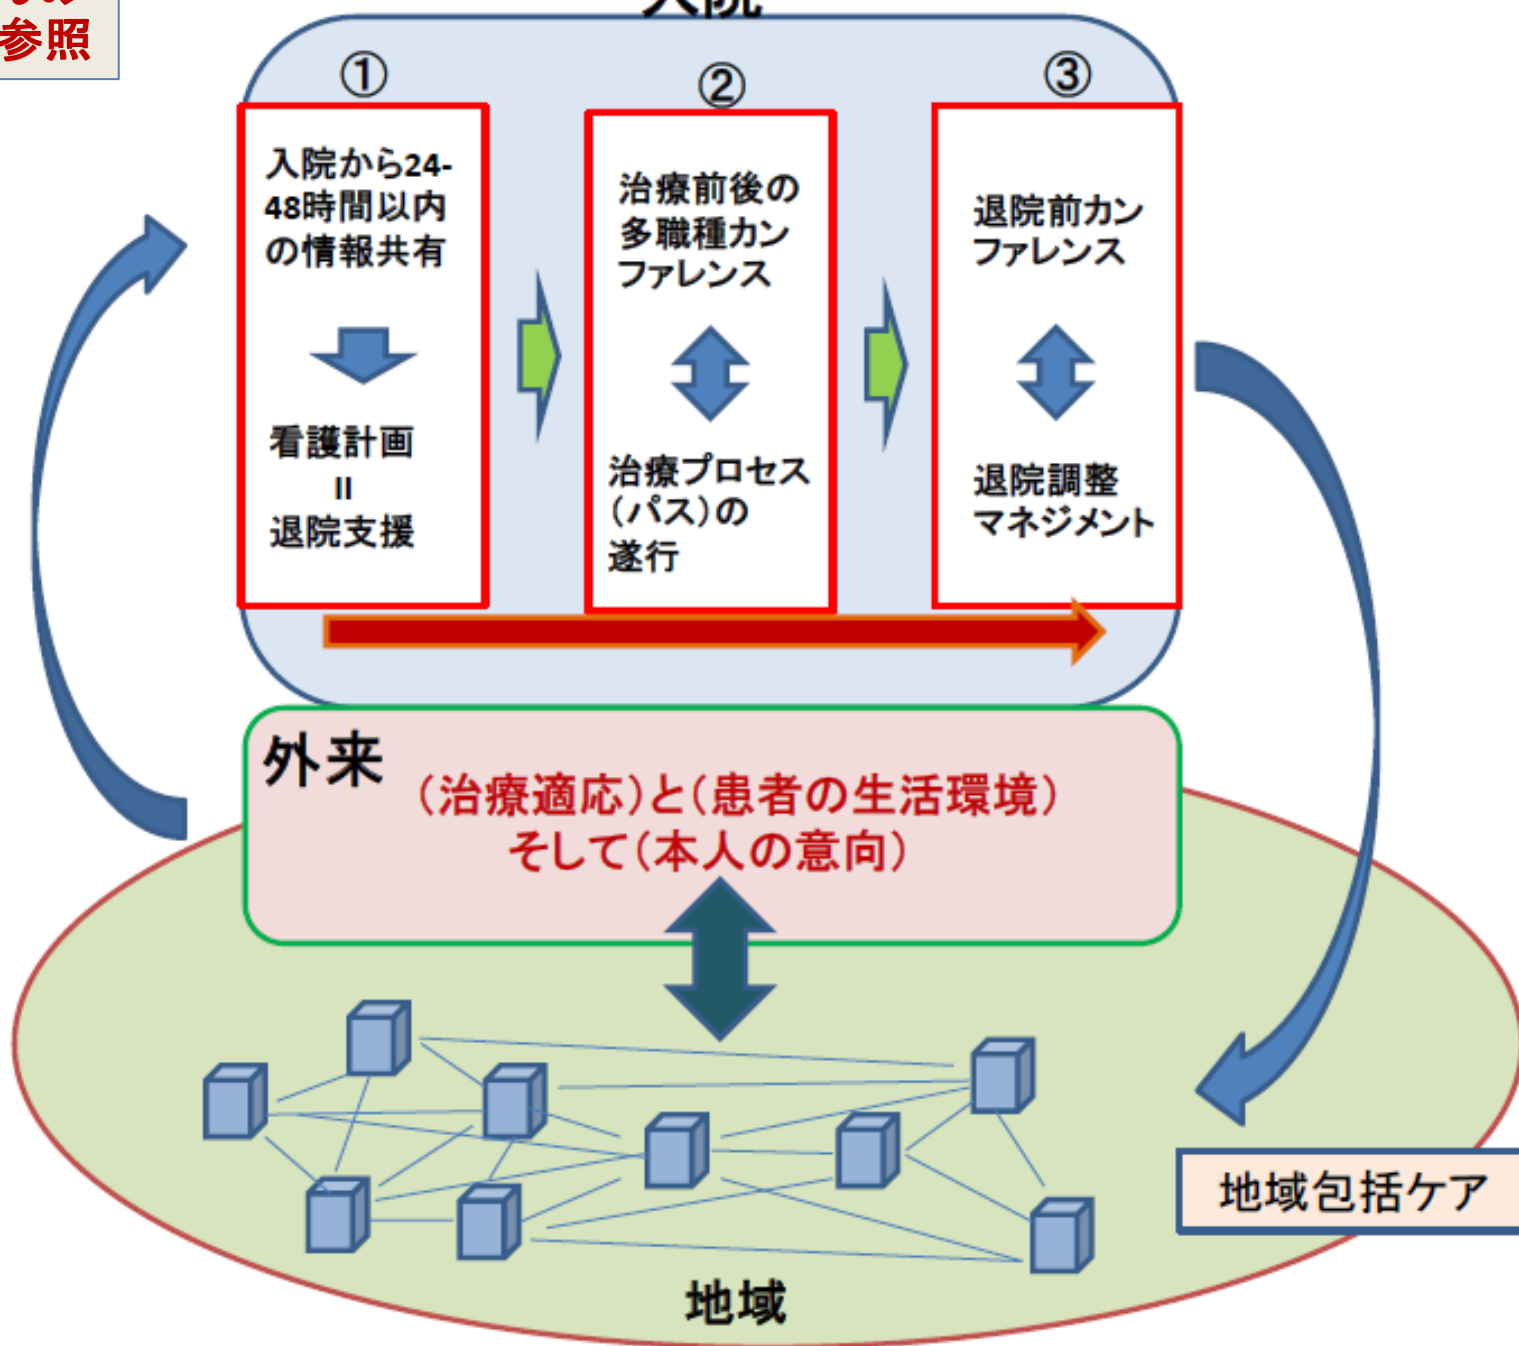 参照
入院
①
②
③
入院から24-
48時間以内
の情報共有
看護計画
=
退院支援
治療前後の
多職種カン
ファレンス
治療プロセス
(パス)の
遂行
退院前カン
ファレンス
退院調整
マネジメント
外来
(治療適応)と(患者の生活環境)
そして(本人の意向)
地域包括ケア
地域